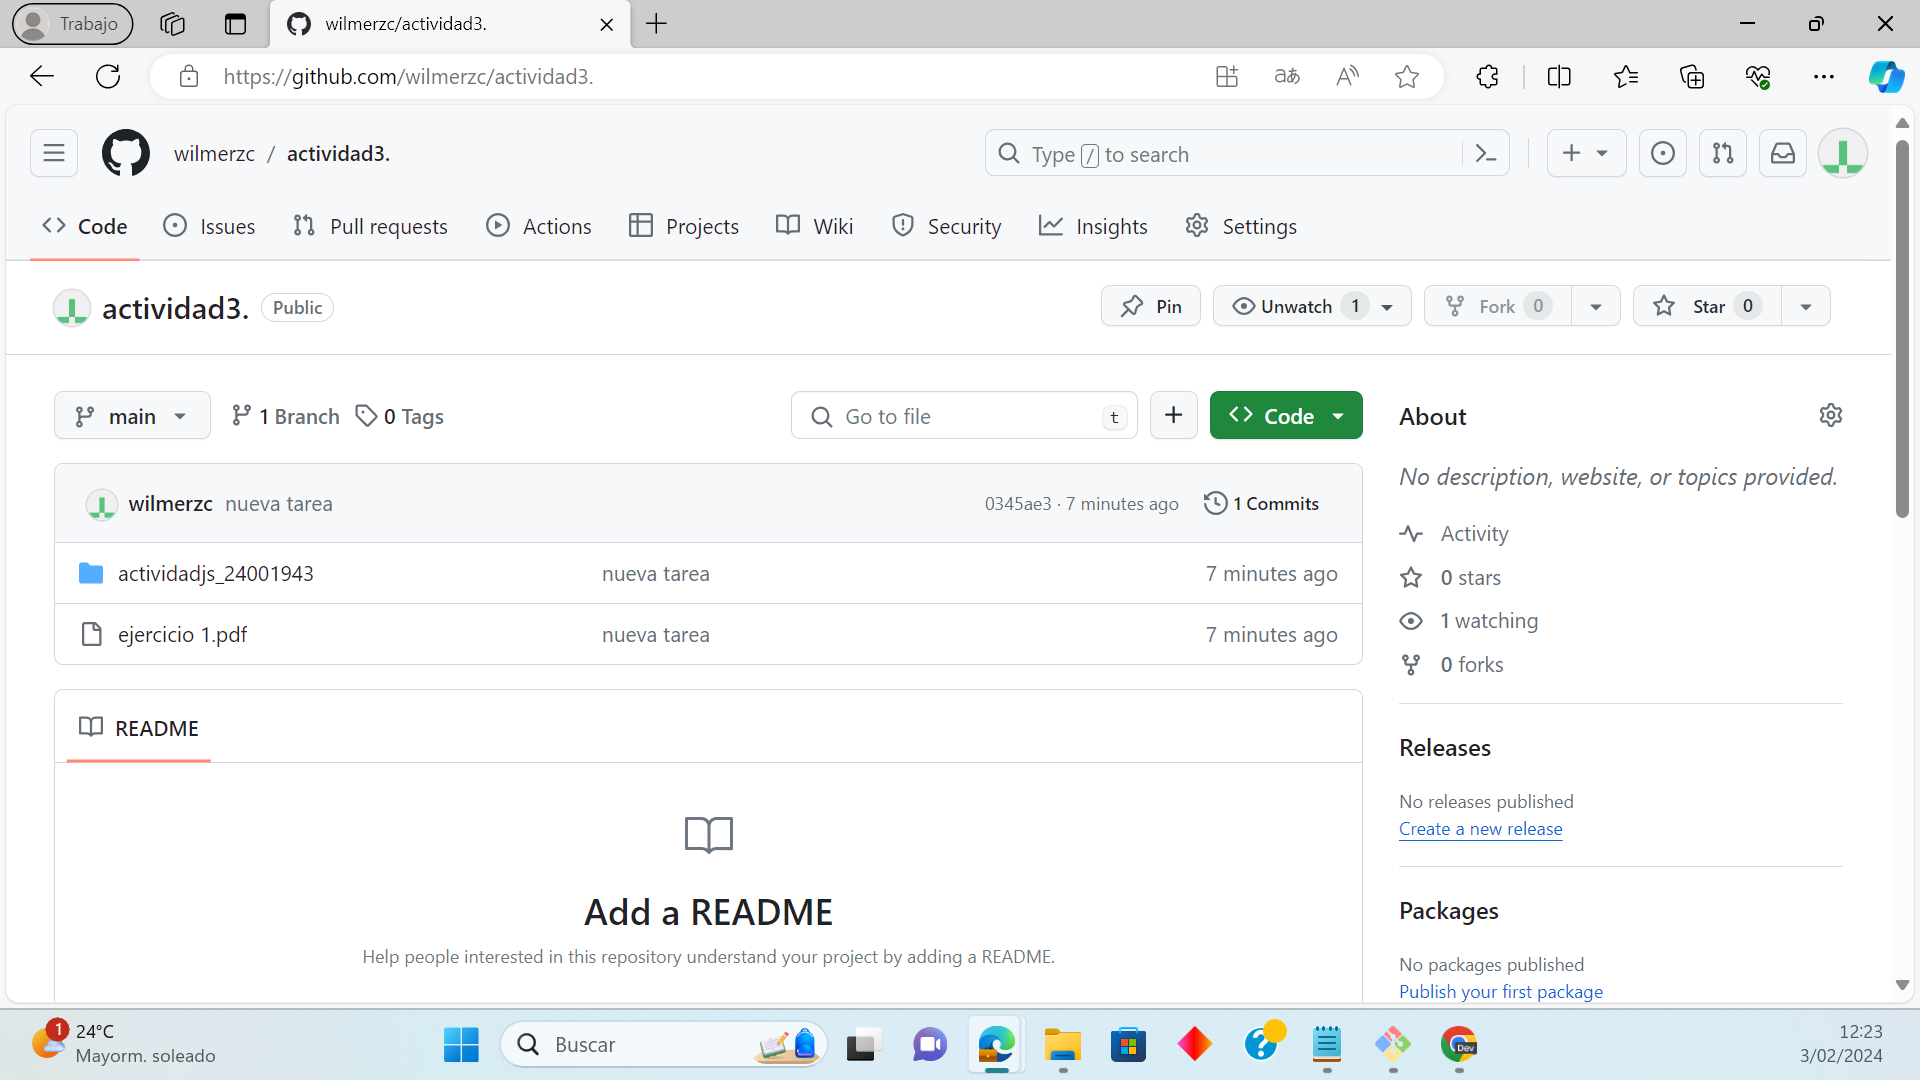 Trabajo
wilmerzc/actividad3.
https://github.com/wilmerzc/actividad3.
wilmerzc / actividad3.
Type / to search
Code
Issues
Pull requests
Actions
Projects
Wiki
Security
Insights
Settings
actividad3.
Public
Pin
Unwatch 1
Fork 0
Star 0
main
1 Branch
0 Tags
Go to file
t
Code
About
No description, website, or topics provided.
wilmerzc nueva tarea
0345ae3 · 7 minutes ago
1 Commits
actividadjs_24001943
nueva tarea
7 minutes ago
ejercicio 1.pdf
nueva tarea
7 minutes ago
Activity
0 stars
1 watching
0 forks
README
Add a README
Help people interested in this repository understand your project by adding a README.
Releases
No releases published
Create a new release
Packages
No packages published
Publish your first package
1
24°C
Mayorm. soleado
Buscar
Dev
12:23
3/02/2024